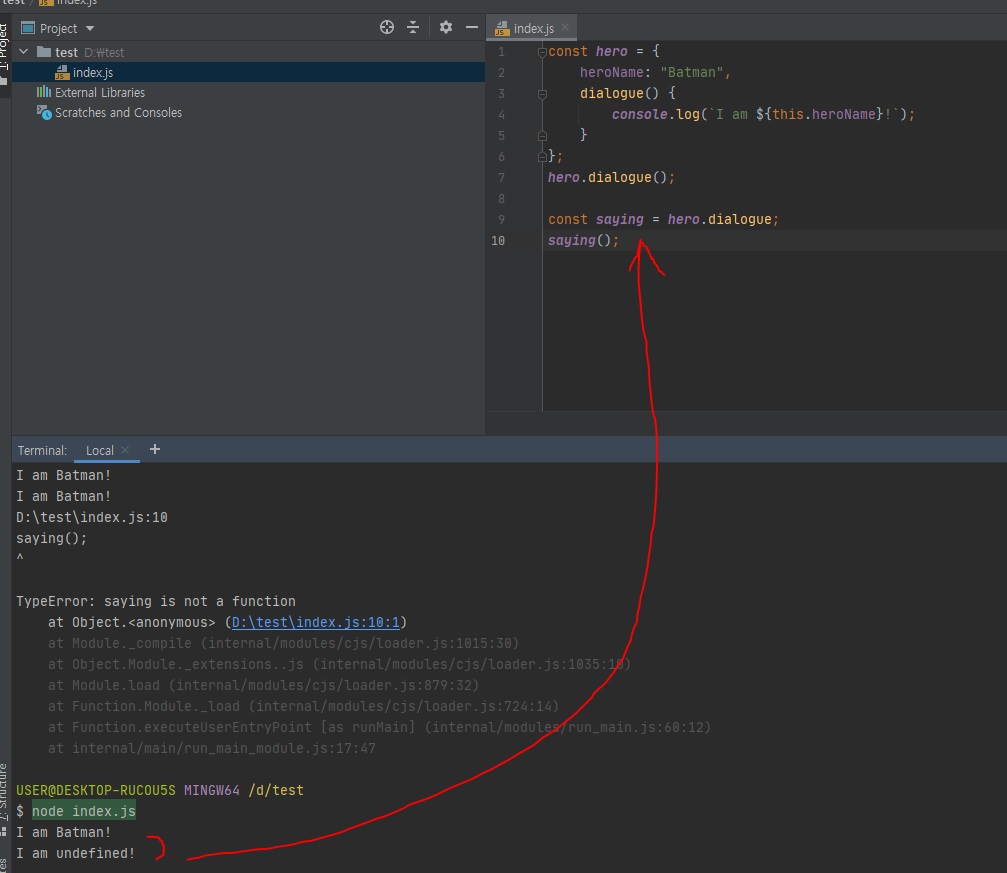 test / index.js
1: Project
Project
test D:\test
index.js
External Libraries
Scratches and Consoles
index.js
1 const hero = {
2 heroName: "Batman",
3 dialogue() {
4 console.log(`I am ${this.heroName}!`);
5 }
6 };
7 hero.dialogue();
8
9 const saying = hero.dialogue;
10 saying();
Terminal: Local +
I am Batman!
I am Batman!
D:\test\index.js:10
saying();
^
TypeError: saying is not a function
at Object.<anonymous> (D:\test\index.js:10:1)
at Module._compile (internal/modules/cjs/loader.js:1015:30)
at Object.Module._extensions..js (internal/modules/cjs/loader.js:1035:10)
at Module.load (internal/modules/cjs/loader.js:879:32)
at Function.Module._load (internal/modules/cjs/loader.js:724:14)
at Function.executeUserEntryPoint [as runMain] (internal/modules/run_main.js:60:12)
at internal/main/run_main_module.js:17:47
USER@DESKTOP-RUCOU5S MINGW64 /d/test
$ node index.js
I am Batman!
I am undefined!
Z: Structure